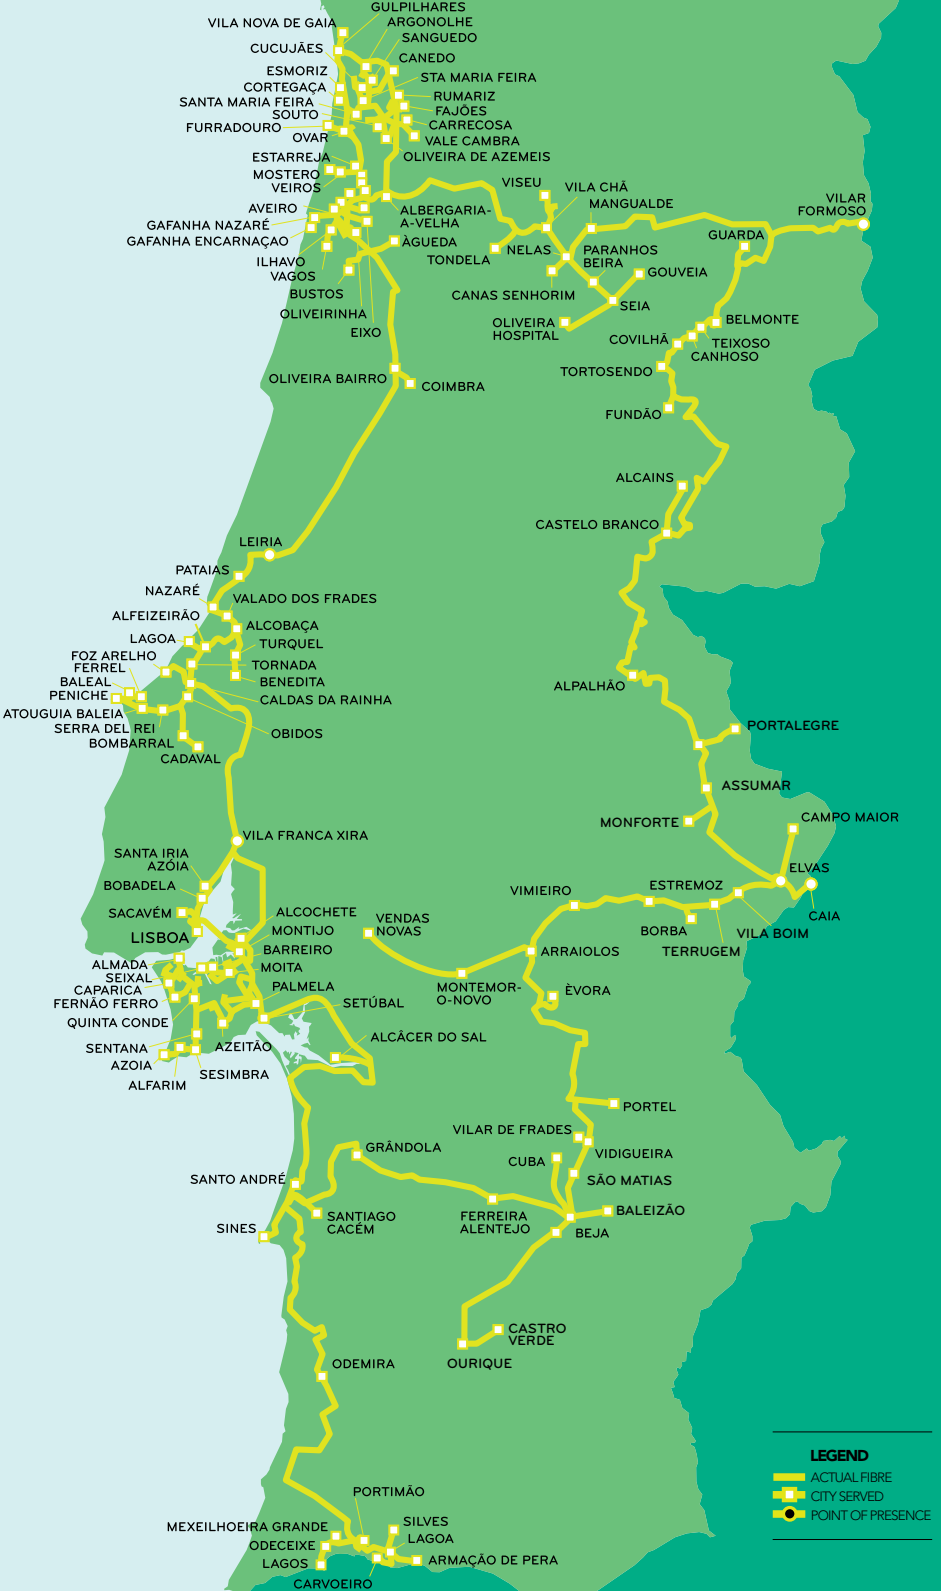 GULPILHARES
VILA NOVA DE GAIA
ARGONOLHE
SANGUEDO
CUCUJÃES
CANEDO
ESMORIZ
STA MARIA FEIRA
CORTEGAÇA
RUMARIZ
SANTA MARIA FEIRA
FAJÕES
SOUTO
CARRECOSA
FURRADOURO
OVAR
VALE CAMBRA
OLIVEIRA DE AZEMEIS
ESTARREJA
MOSTERO
VEIROS
VISEU
VILA CHÃ
MANGUALDE
VILAR
FORMOSO
AVEIRO
ALBERGARIA-
A-VELHA
GAFANHA NAZARÉ
GAFANHA ENCARNAÇAO
ÀGUEDA
GUARDA
NELAS
PARANHOS
BEIRA
TONDELA
ILHAVO
VAGOS
GOUVEIA
BUSTOS
CANAS SENHORIM
SEIA
OLIVEIRINHA
EIXO
OLIVEIRA
HOSPITAL
BELMONTE
COVILHÃ
TEIXOSO
CANHOSO
TORTOSENDO
OLIVEIRA BAIRRO
COIMBRA
FUNDÃO
ALCAINS
CASTELO BRANCO
LEIRIA
PATAIAS
NAZARÉ
VALADO DOS FRADES
ALFEIZEIRÃO
ALCOBAÇA
LAGOA
TURQUEL
FOZ ARELHO
FERREL
TORNADA
BALEAL
BENEDITA
PENICHE
CALDAS DA RAINHA
ALPALHÃO
ATOUGUIA BALEIA
SERRA DEL REI
OBIDOS
BOMBARRAL
CADAVAL
PORTALEGRE
ASSUMAR
MONFORTE
CAMPO MAIOR
VILA FRANCA XIRA
SANTA IRIA
AZÓIA
BOBADELA
ELVAS
ESTREMOZ
VIMIEIRO
SACAVÉM
ALCOCHETE
CAIA
LISBOA
MONTIJO
VENDAS
NOVAS
BORBA
VILA BOIM
TERRUGEM
BARREIRO
ARRAIOLOS
ALMADA
MOITA
SEIXAL
CAPARICA
PALMELA
MONTEMOR-
O-NOVO
ÈVORA
FERNÃO FERRO
SETÚBAL
QUINTA CONDE
ALCÂCER DO SAL
SENTANA
AZEITÃO
AZOIA
SESIMBRA
ALFARIM
PORTEL
VILAR DE FRADES
GRÂNDOLA
VIDIGUEIRA
CUBA
SANTO ANDRÉ
SÃO MATIAS
SANTIAGO
CACÉM
FERREIRA
ALENTEJO
BALEIZÃO
SINES
BEJA
CASTRO
VERDE
OURIQUE
ODEMIRA
LEGEND
ACTUAL FIBRE
CITY SERVED
POINT OF PRESENCE
PORTIMÃO
MEXEILHOEIRA GRANDE
SILVES
ODECEIXE
LAGOA
LAGOS
ARMAÇÃO DE PERA
CARVOEIRO